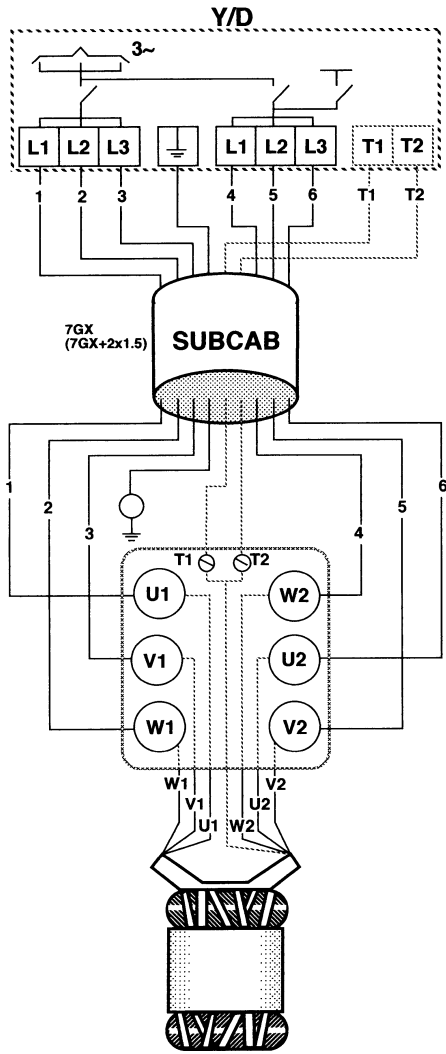 Y/D
3~
L1 L2 L3 L1 L2 L3 T1 T2
1 2 3 4 5 6 T1 T2
7GX
(7GX+2x1.5)
SUBCAB
1 2 3 4 5 6
T1 T2
U1 W2
V1 U2
W1 V2
W1 V2
V1 U2
U1 W2